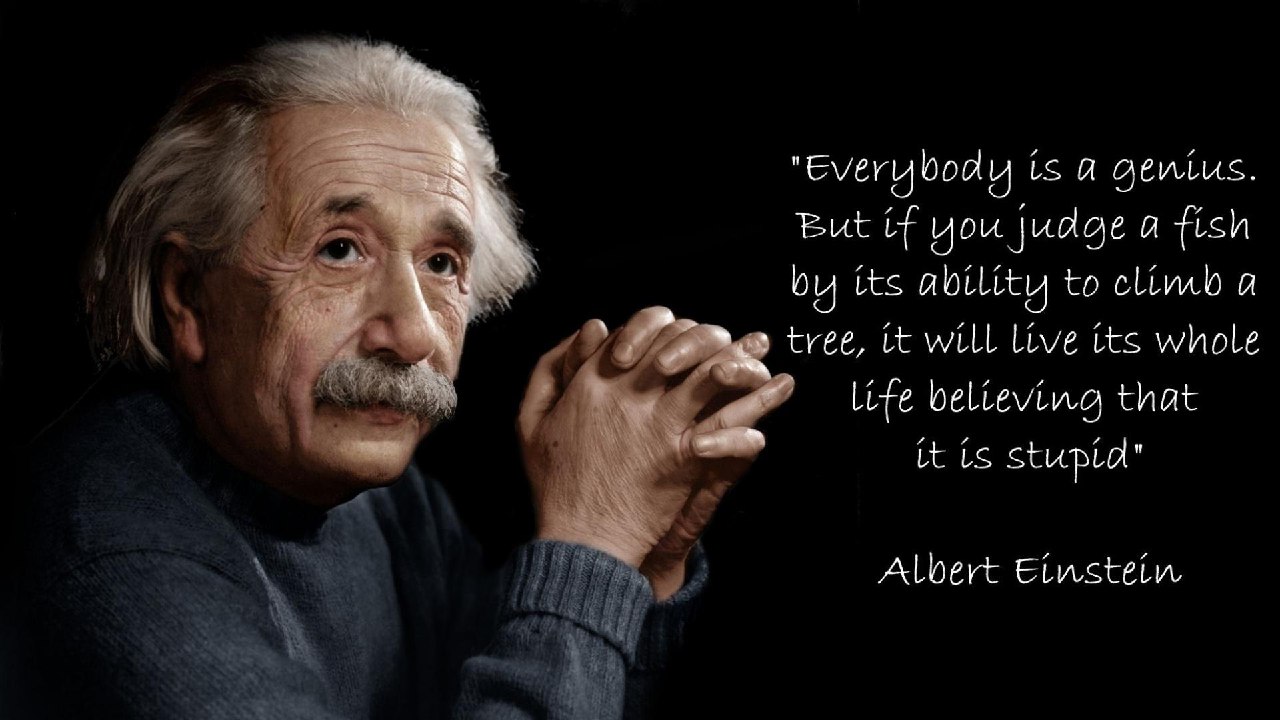 "Everybody is a genius.
But if you judge a fish
by its ability to climb a
tree, it will live its whole
life believing that
it is stupid"
Albert Einstein